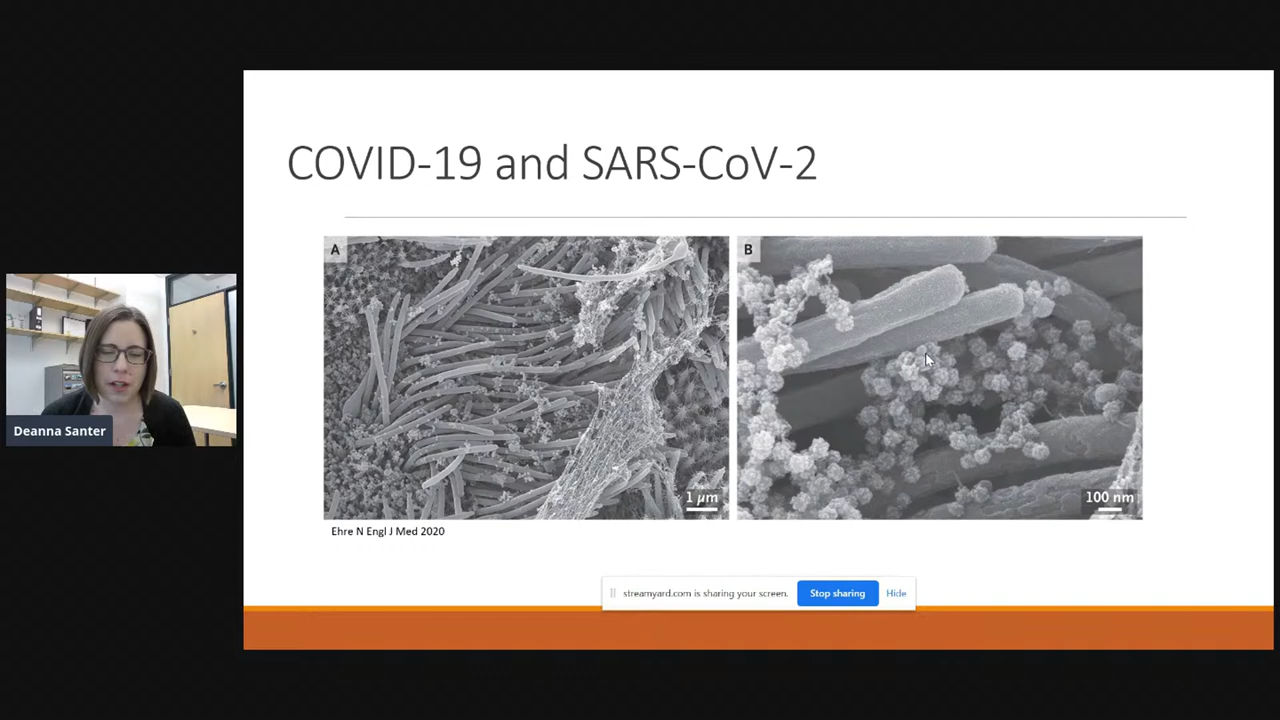 COVID-19 and SARS-CoV-2
A
B
1 µm
100 nm
Deanna Santer
Ehre N Engl J Med 2020
streamyard.com is sharing your screen.
Stop sharing
Hide